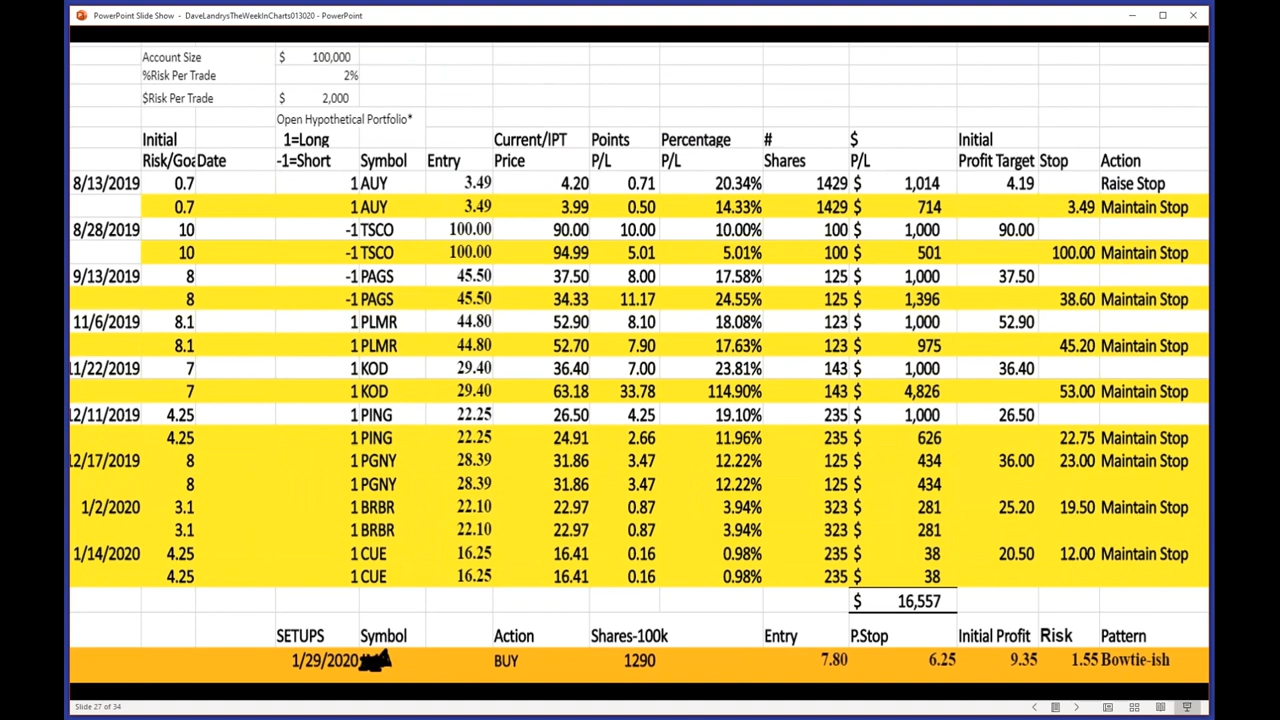 PowerPoint Slide Show - DaveLandrysTheWeekInCharts013020 - PowerPoint
Account Size $ 100,000
%Risk Per Trade 2%
$Risk Per Trade $ 2,000
Open Hypothetical Portfolio*
Initial 1=Long Current/IPT Points Percentage # $ Initial
Risk/Goa Date -1=Short Symbol Entry Price P/L P/L Shares P/L Profit Target Stop Action
8/13/2019 0.7 1 AUY 3.49 4.20 0.71 20.34% 1429 $ 1,014 4.19 Raise Stop
0.7 1 AUY 3.49 3.99 0.50 14.33% 1429 $ 714 3.49 Maintain Stop
8/28/2019 10 -1 TSCO 100.00 90.00 10.00 10.00% 100 $ 1,000 90.00
10 -1 TSCO 100.00 94.99 5.01 5.01% 100 $ 501 100.00 Maintain Stop
9/13/2019 8 -1 PAGS 45.50 37.50 8.00 17.58% 125 $ 1,000 37.50
8 -1 PAGS 45.50 34.33 11.17 24.55% 125 $ 1,396 38.60 Maintain Stop
11/6/2019 8.1 1 PLMR 44.80 52.90 8.10 18.08% 123 $ 1,000 52.90
8.1 1 PLMR 44.80 52.70 7.90 17.63% 123 $ 975 45.20 Maintain Stop
11/22/2019 7 1 KOD 29.40 36.40 7.00 23.81% 143 $ 1,000 36.40
7 1 KOD 29.40 63.18 33.78 114.90% 143 $ 4,826 53.00 Maintain Stop
12/11/2019 4.25 1 PING 22.25 26.50 4.25 19.10% 235 $ 1,000 26.50
4.25 1 PING 22.25 24.91 2.66 11.96% 235 $ 626 22.75 Maintain Stop
12/17/2019 8 1 PGNY 28.39 31.86 3.47 12.22% 125 $ 434 36.00 23.00 Maintain Stop
8 1 PGNY 28.39 31.86 3.47 12.22% 125 $ 434
1/2/2020 3.1 1 BRBR 22.10 22.97 0.87 3.94% 323 $ 281 25.20 19.50 Maintain Stop
3.1 1 BRBR 22.10 22.97 0.87 3.94% 323 $ 281
1/14/2020 4.25 1 CUE 16.25 16.41 0.16 0.98% 235 $ 38 20.50 12.00 Maintain Stop
4.25 1 CUE 16.25 16.41 0.16 0.98% 235 $ 38
$ 16,557
SETUPS Symbol Action Shares-100k Entry P.Stop Initial Profit Risk Pattern
1/29/2020 BUY 1290 7.80 6.25 9.35 1.55 Bowtie-ish
Slide 27 of 34